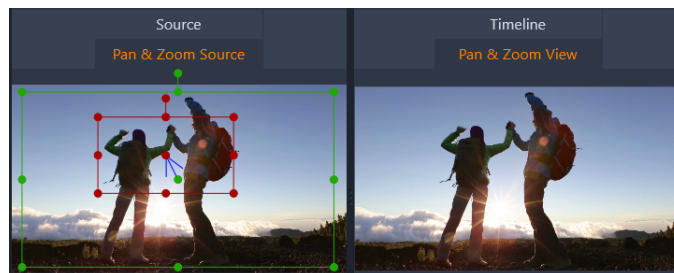 Source
Timeline
Pan & Zoom Source
Pan & Zoom View